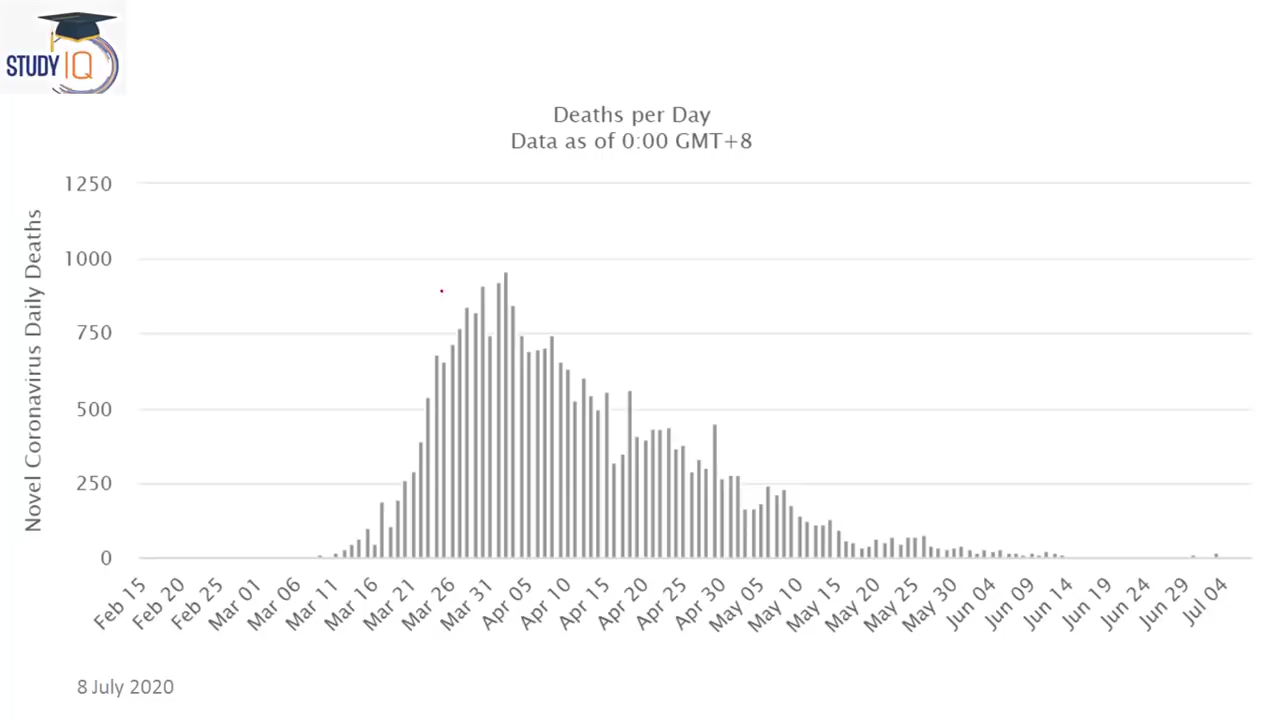 STUDY IQ
Deaths per Day
Data as of 0:00 GMT+8
Novel Coronavirus Daily Deaths
1250
1000
750
500
250
0
Feb 15
Feb 20
Feb 25
Mar 01
Mar 06
Mar 11
Mar 16
Mar 21
Mar 26
Mar 31
Apr 05
Apr 10
Apr 15
Apr 20
Apr 25
Apr 30
May 05
May 10
May 15
May 20
May 25
May 30
Jun 04
Jun 09
Jun 14
Jun 19
Jun 24
Jun 29
Jul 04
8 July 2020